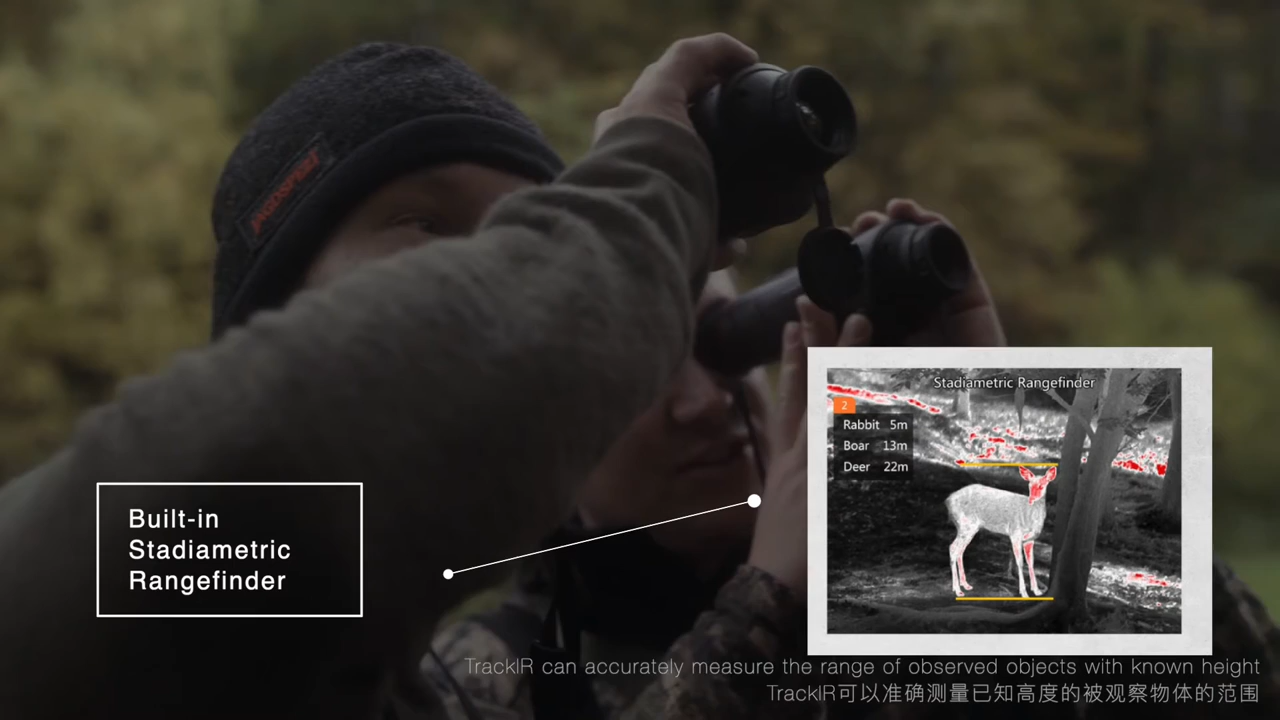 JAGDSPEZI
Stadiametric Rangefinder
2
Rabbit 5m
Boar 13m
Deer 22m
Built-in
Stadiametric
Rangefinder
TrackIR can accurately measure the range of observed objects with known height
TrackIR可以准确测量已知高度的被观察物体的范围